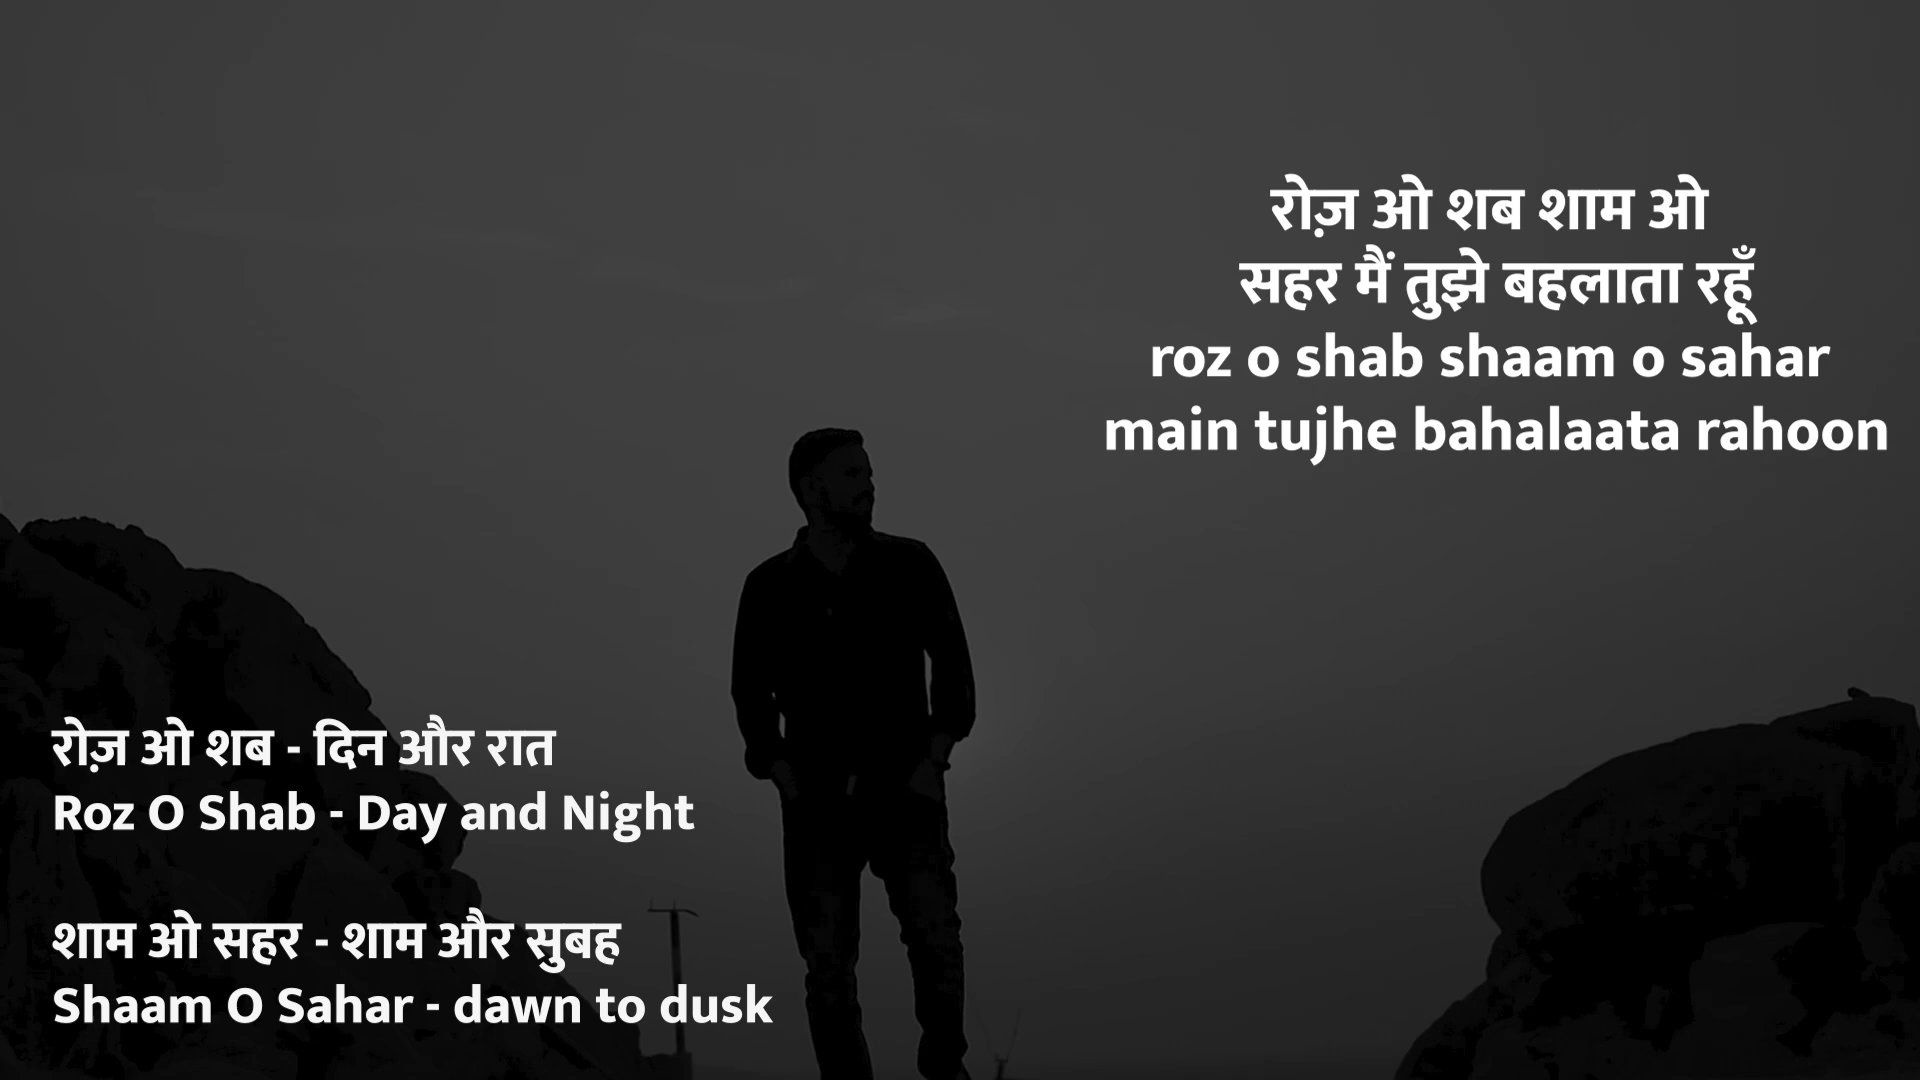 रोज़ ओ शब शाम ओ
सहर मैं तुझे बहलाता रहूँ
roz o shab shaam o sahar
main tujhe bahalaata rahoon
रोज़ ओ शब - दिन और रात
Roz O Shab - Day and Night
शाम ओ सहर - शाम और सुबह
Shaam O Sahar - dawn to dusk